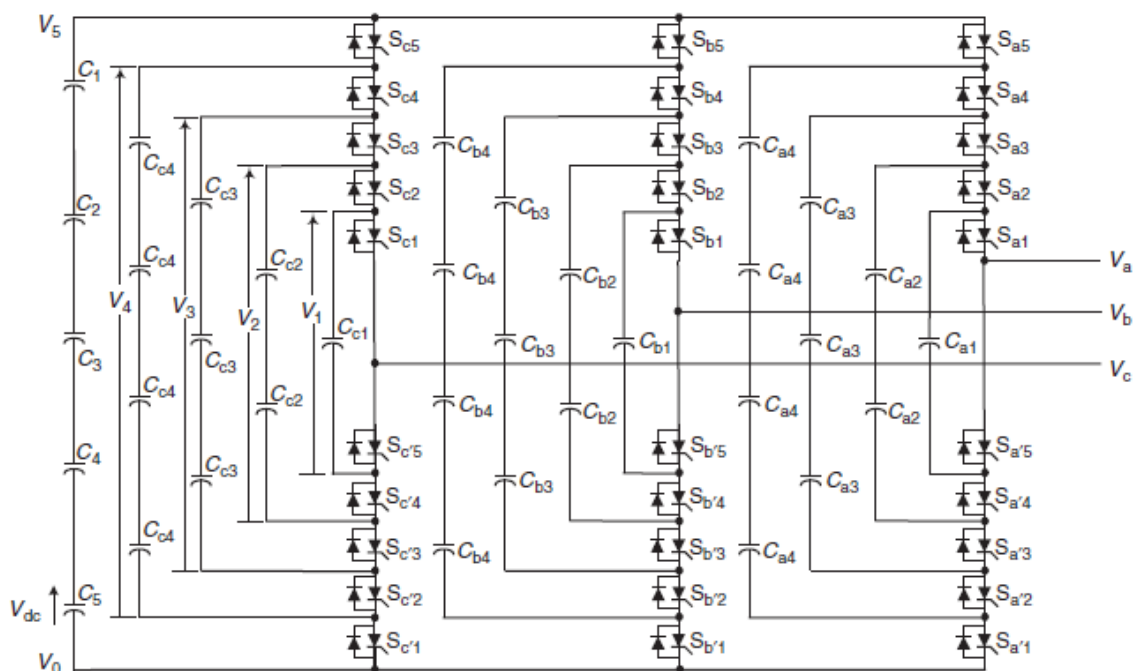 V5 Sc5 Sb5 Sa5
C1 Sc4 Sb4 Sa4
Cc4 Sc3 Cb4 Sb3 Ca4 Sa3
Cc3 Sc2 Cb3 Sb2 Ca3 Sa2
C2 Sc1 Sb1 Sa1
Cc4 Cc2 Cb4 Cb2 Ca4 Ca2 Va
V4 V3 V2 V1 Vb
C3 Cc3 Cc1 Cb3 Cb1 Ca3 Ca1 Vc
Cc4 Cc2 Cb4 Cb2 Ca4 Ca2
C4 Cc3 Sc'5 Cb3 Sb'5 Ca3 Sa'5
Sc'4 Sb'4 Sa'4
Cc4 Sc'3 Cb4 Sb'3 Ca4 Sa'3
Vdc C5 Sc'2 Sb'2 Sa'2
V0 Sc'1 Sb'1 Sa'1